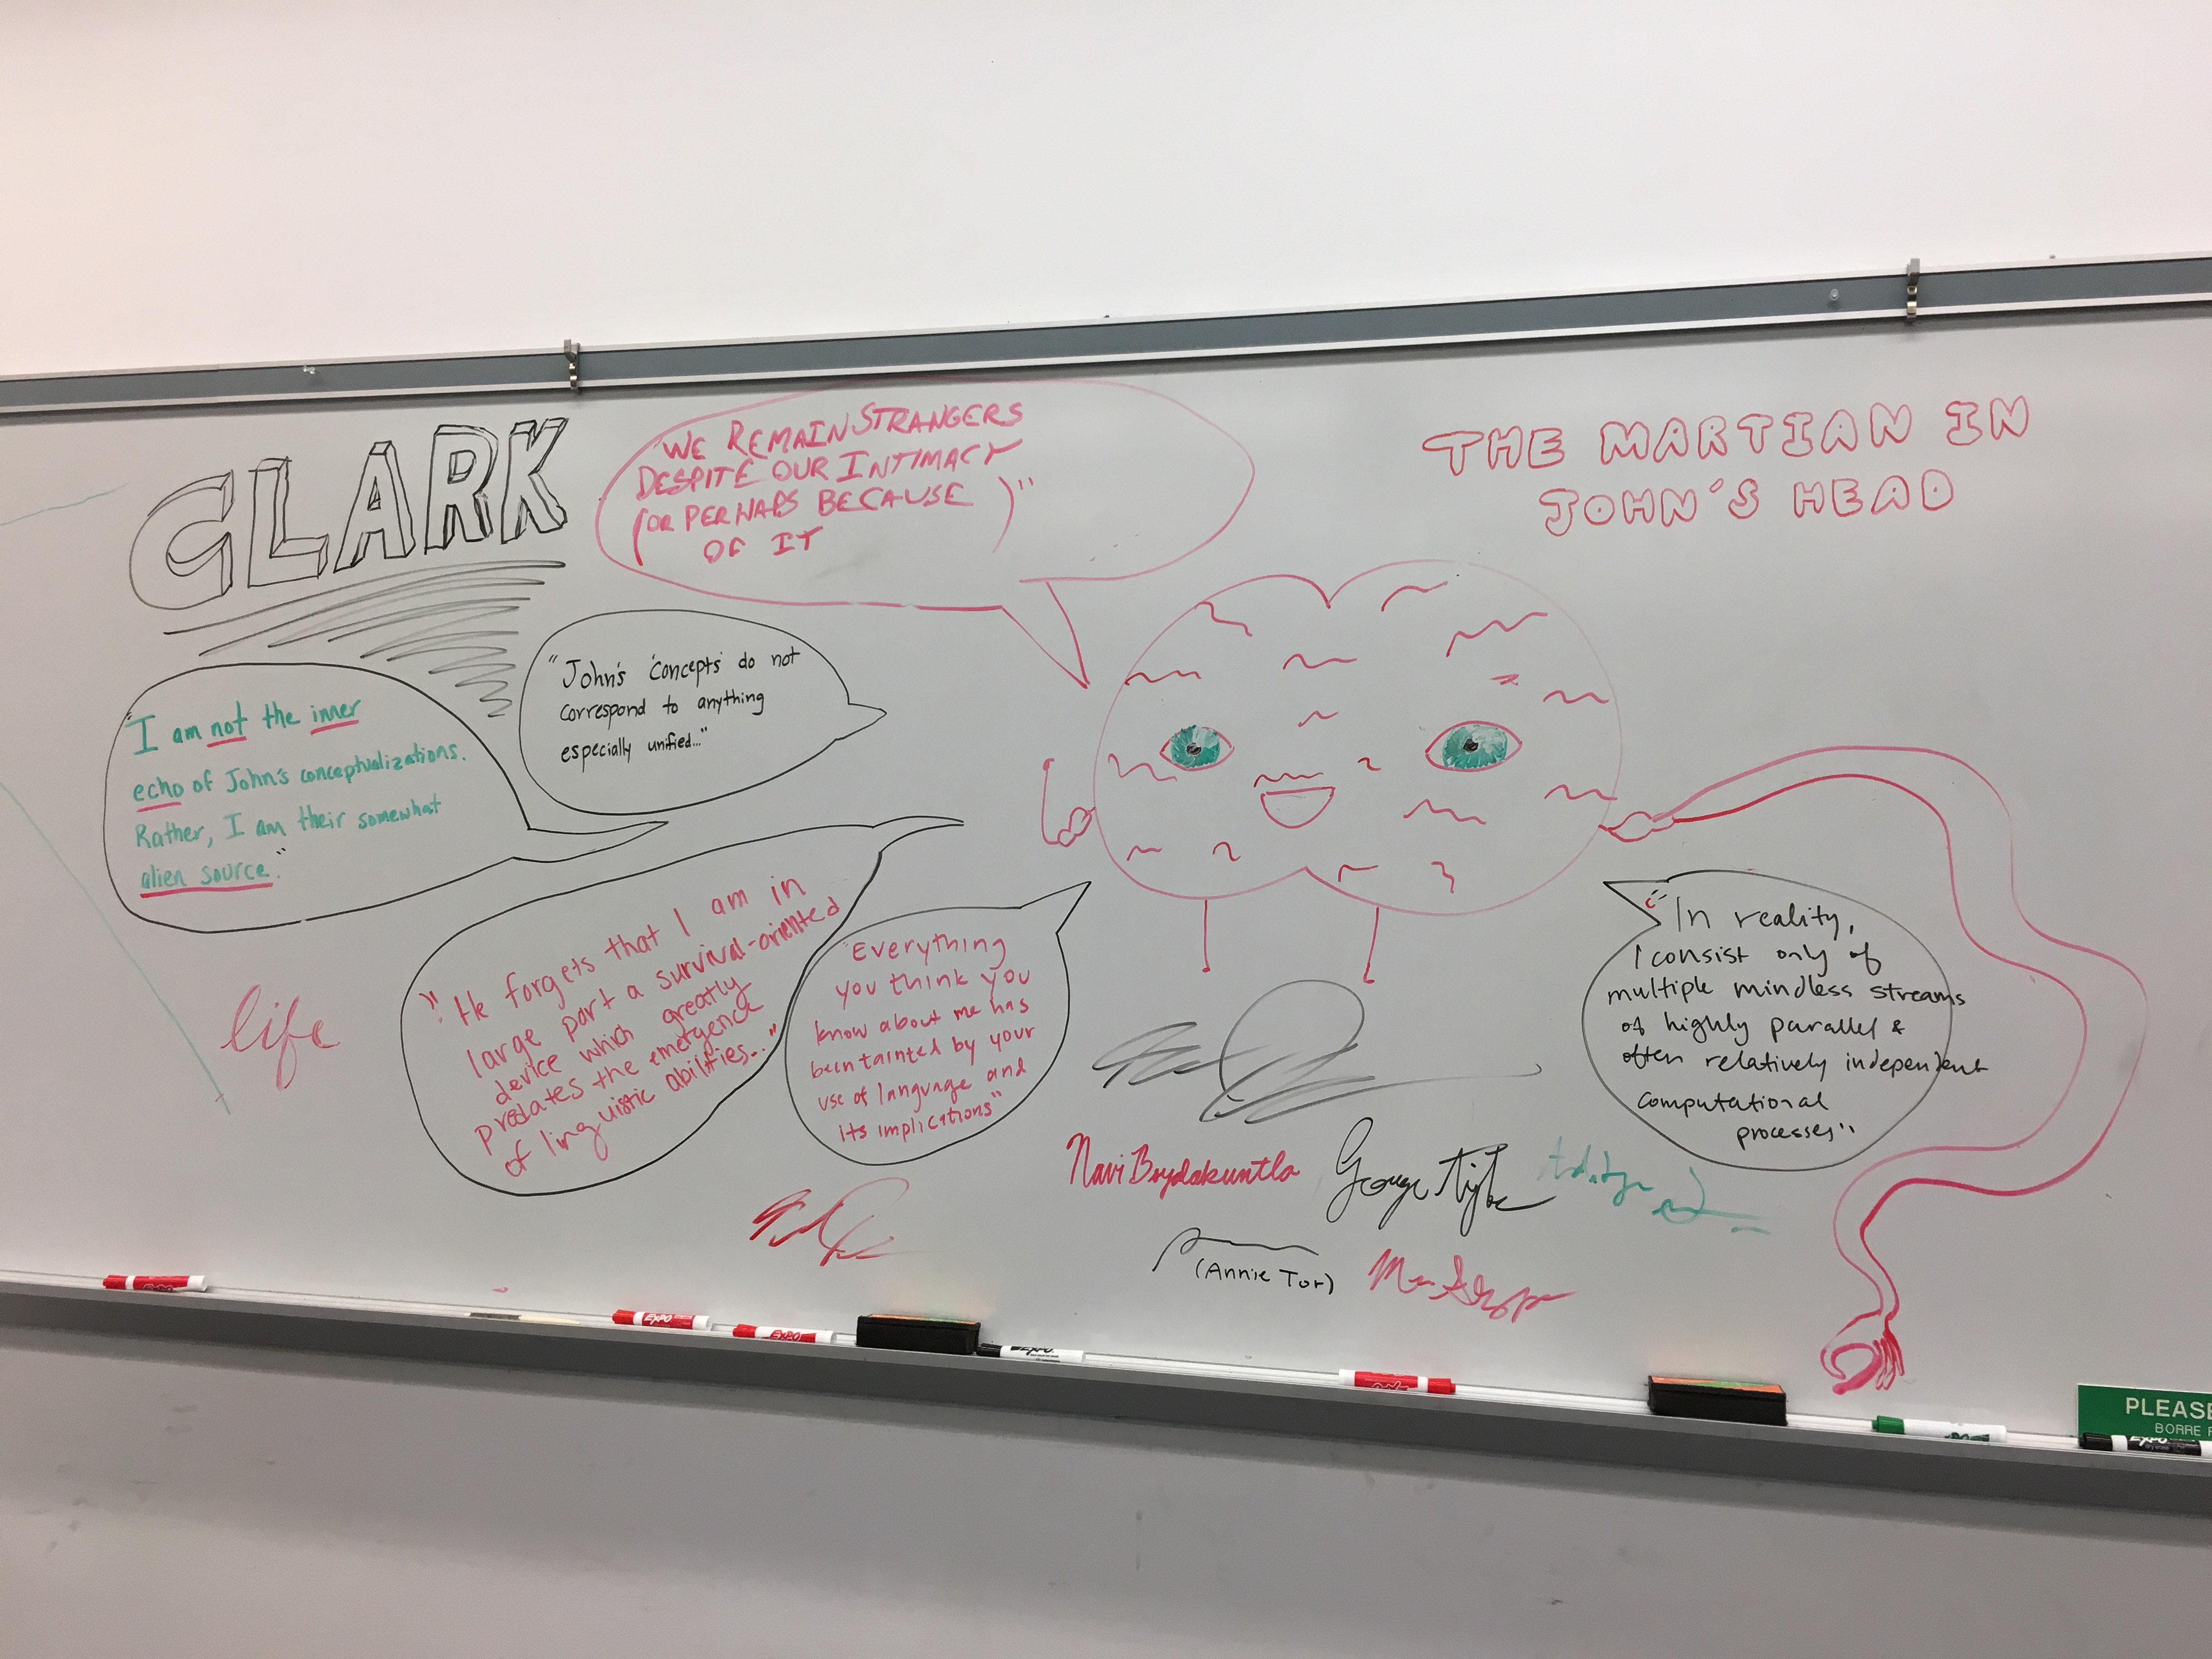 CLARK
"WE REMAIN STRANGERS
DESPITE OUR INTIMACY
(OR PERHAPS BECAUSE )"
OF IT
THE MARTIAN IN
JOHN'S HEAD
"John's 'concepts' do not
correspond to anything
especially unified..."
"I am not the inner
echo of John's conceptualizations.
Rather, I am their somewhat
alien source."
"He forgets that I am in
large part a survival-oriented
device which greatly
predates the emergence
of linguistic abilities..."
"Everything
you think you
know about me has
been tainted by your
use of language and
its implications"
"In reality,
I consist only of
multiple mindless streams
of highly parallel &
often relatively independent
computational
processes"
life
Navi
George
(Annie Tor)
EXPO
EXPO
EXPO
EXPO
PLEASE
BORRE